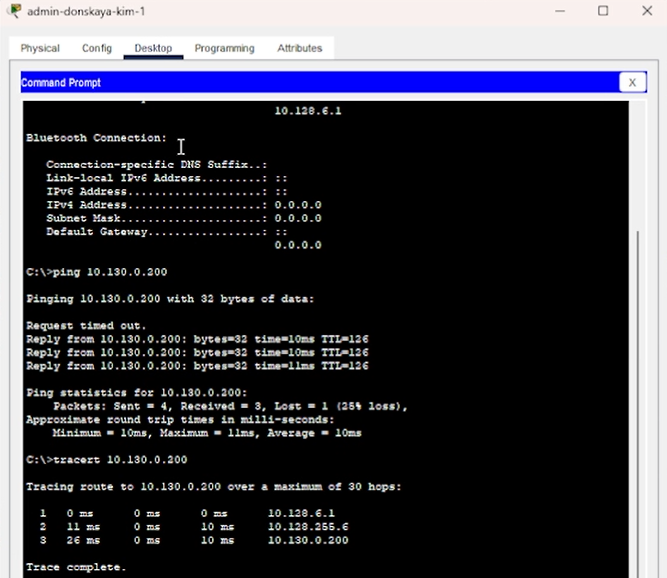 admin-donskaya-kim-1
Physical Config Desktop Programming Attributes
Command Prompt X
10.128.6.1
Bluetooth Connection:
Connection-specific DNS Suffix..:
Link-local IPv6 Address.........: ::
IPv6 Address....................: ::
IPv4 Address....................: 0.0.0.0
Subnet Mask.....................: 0.0.0.0
Default Gateway.................: ::
0.0.0.0
C:\>ping 10.130.0.200
Pinging 10.130.0.200 with 32 bytes of data:
Request timed out.
Reply from 10.130.0.200: bytes=32 time=10ms TTL=126
Reply from 10.130.0.200: bytes=32 time=10ms TTL=126
Reply from 10.130.0.200: bytes=32 time=11ms TTL=126
Ping statistics for 10.130.0.200:
Packets: Sent = 4, Received = 3, Lost = 1 (25% loss),
Approximate round trip times in milli-seconds:
Minimum = 10ms, Maximum = 11ms, Average = 10ms
C:\>tracert 10.130.0.200
Tracing route to 10.130.0.200 over a maximum of 30 hops:
1 0 ms 0 ms 0 ms 10.128.6.1
2 11 ms 0 ms 10 ms 10.128.255.6
3 26 ms 0 ms 10 ms 10.130.0.200
Trace complete.